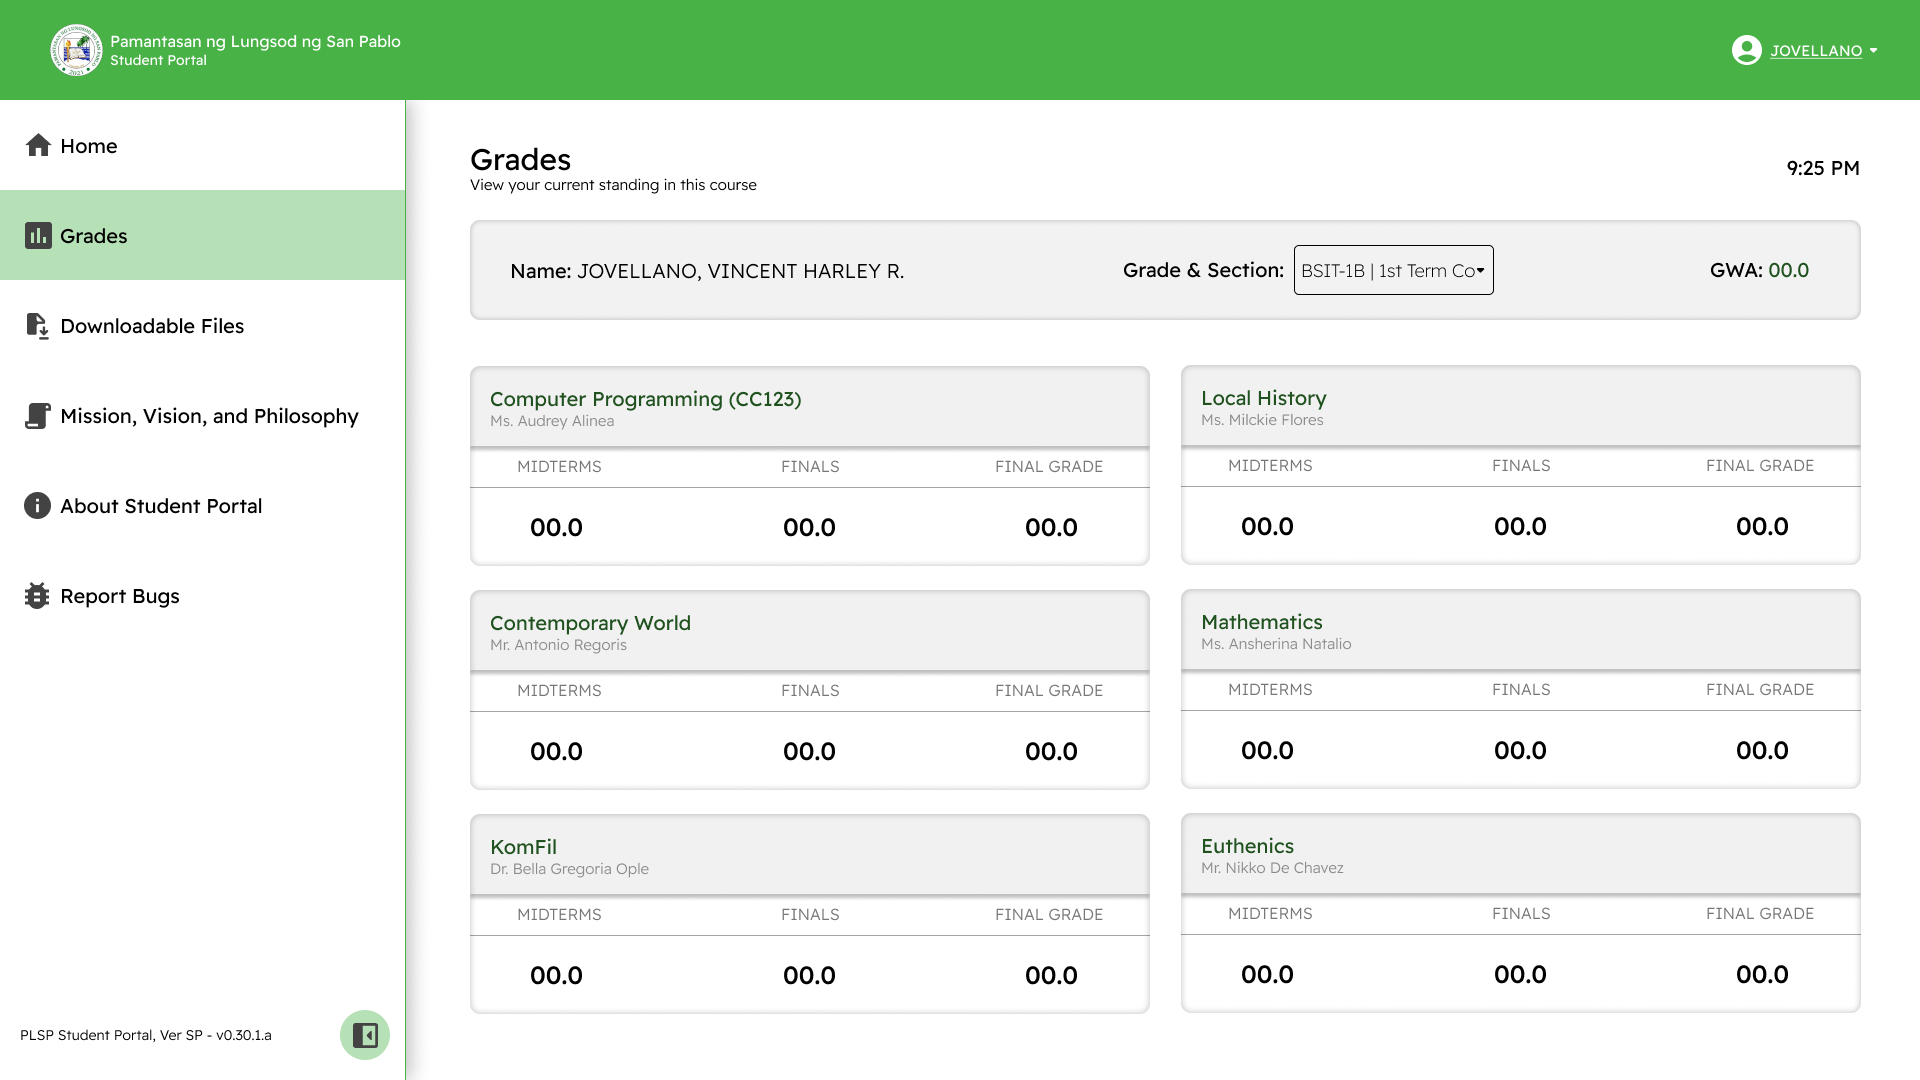 Pamantasan ng Lungsod ng San Pablo
Student Portal
JOVELLANO
Home
Grades
Downloadable Files
Mission, Vision, and Philosophy
About Student Portal
Report Bugs
PLSP Student Portal, Ver SP - v0.30.1.a
Grades
View your current standing in this course
9:25 PM
Name: JOVELLANO, VINCENT HARLEY R.
Grade & Section: BSIT-1B | 1st Term Co
GWA: 00.0
Computer Programming (CC123)
Ms. Audrey Alinea
MIDTERMS FINALS FINAL GRADE
00.0 00.0 00.0
Local History
Ms. Milckie Flores
MIDTERMS FINALS FINAL GRADE
00.0 00.0 00.0
Contemporary World
Mr. Antonio Regoris
MIDTERMS FINALS FINAL GRADE
00.0 00.0 00.0
Mathematics
Ms. Ansherina Natalio
MIDTERMS FINALS FINAL GRADE
00.0 00.0 00.0
KomFil
Dr. Bella Gregoria Ople
MIDTERMS FINALS FINAL GRADE
00.0 00.0 00.0
Euthenics
Mr. Nikko De Chavez
MIDTERMS FINALS FINAL GRADE
00.0 00.0 00.0